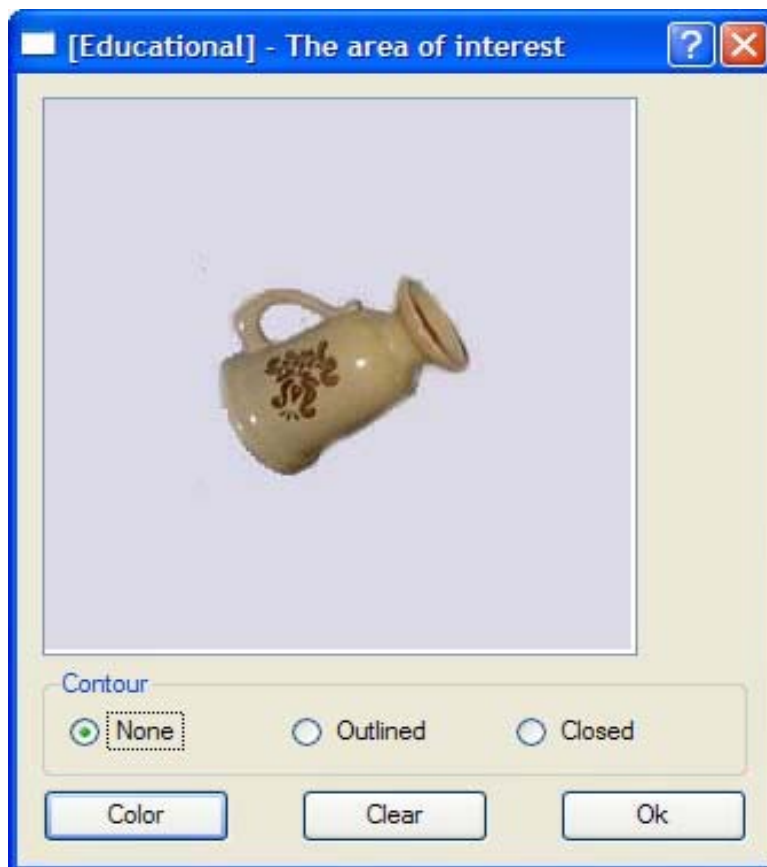 [Educational] - The area of interest
Contour
None Outlined Closed
Color Clear Ok